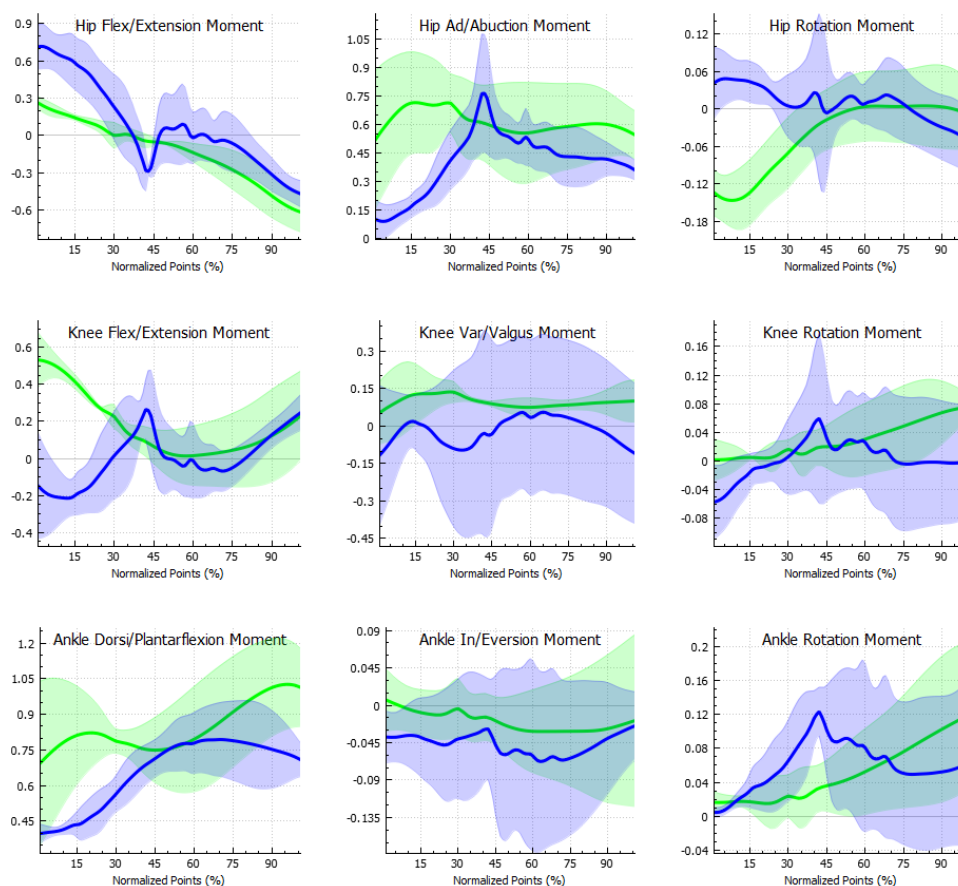 Hip Flex/Extension Moment
0.9
0.6
0.3
0
-0.3
-0.6
15 30 45 60 75 90
Normalized Points (%)
Hip Ad/Abuction Moment
1.05
0.9
0.75
0.6
0.45
0.3
0.15
0
15 30 45 60 75 90
Normalized Points (%)
Hip Rotation Moment
0.12
0.06
0
-0.06
-0.12
-0.18
15 30 45 60 75 90
Normalized Points (%)
Knee Flex/Extension Moment
0.6
0.4
0.2
0
-0.2
-0.4
15 30 45 60 75 90
Normalized Points (%)
Knee Var/Valgus Moment
0.3
0.15
0
-0.15
-0.3
-0.45
15 30 45 60 75 90
Normalized Points (%)
Knee Rotation Moment
0.16
0.12
0.08
0.04
0
-0.04
-0.08
15 30 45 60 75 90
Normalized Points (%)
Ankle Dorsi/Plantarflexion Moment
1.2
1.05
0.9
0.75
0.6
0.45
15 30 45 60 75 90
Normalized Points (%)
Ankle In/Eversion Moment
0.09
0.045
0
-0.045
-0.09
-0.135
15 30 45 60 75 90
Normalized Points (%)
Ankle Rotation Moment
0.2
0.16
0.12
0.08
0.04
0
-0.04
15 30 45 60 75 90
Normalized Points (%)